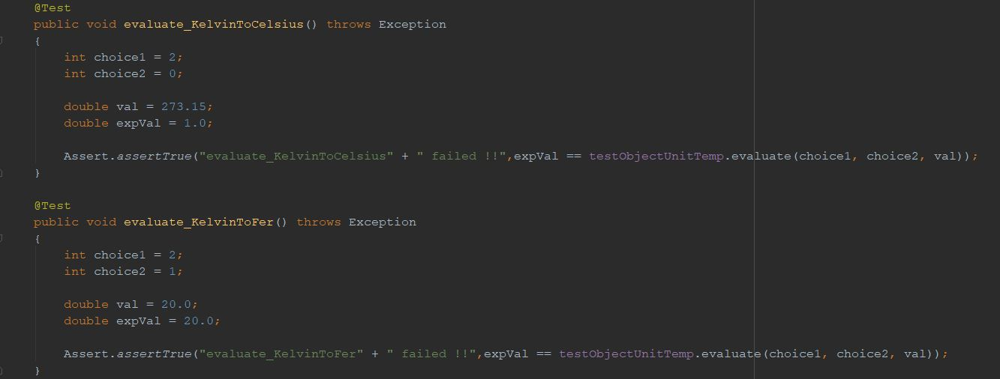 @Test
public void evaluate_KelvinToCelsius() throws Exception
{
int choice1 = 2;
int choice2 = 0;
double val = 273.15;
double expVal = 1.0;
Assert.assertTrue("evaluate_KelvinToCelsius" + " failed !!",expVal == testObjectUnitTemp.evaluate(choice1, choice2, val));
}
@Test
public void evaluate_KelvinToFer() throws Exception
{
int choice1 = 2;
int choice2 = 1;
double val = 20.0;
double expVal = 20.0;
Assert.assertTrue("evaluate_KelvinToFer" + " failed !!",expVal == testObjectUnitTemp.evaluate(choice1, choice2, val));
}